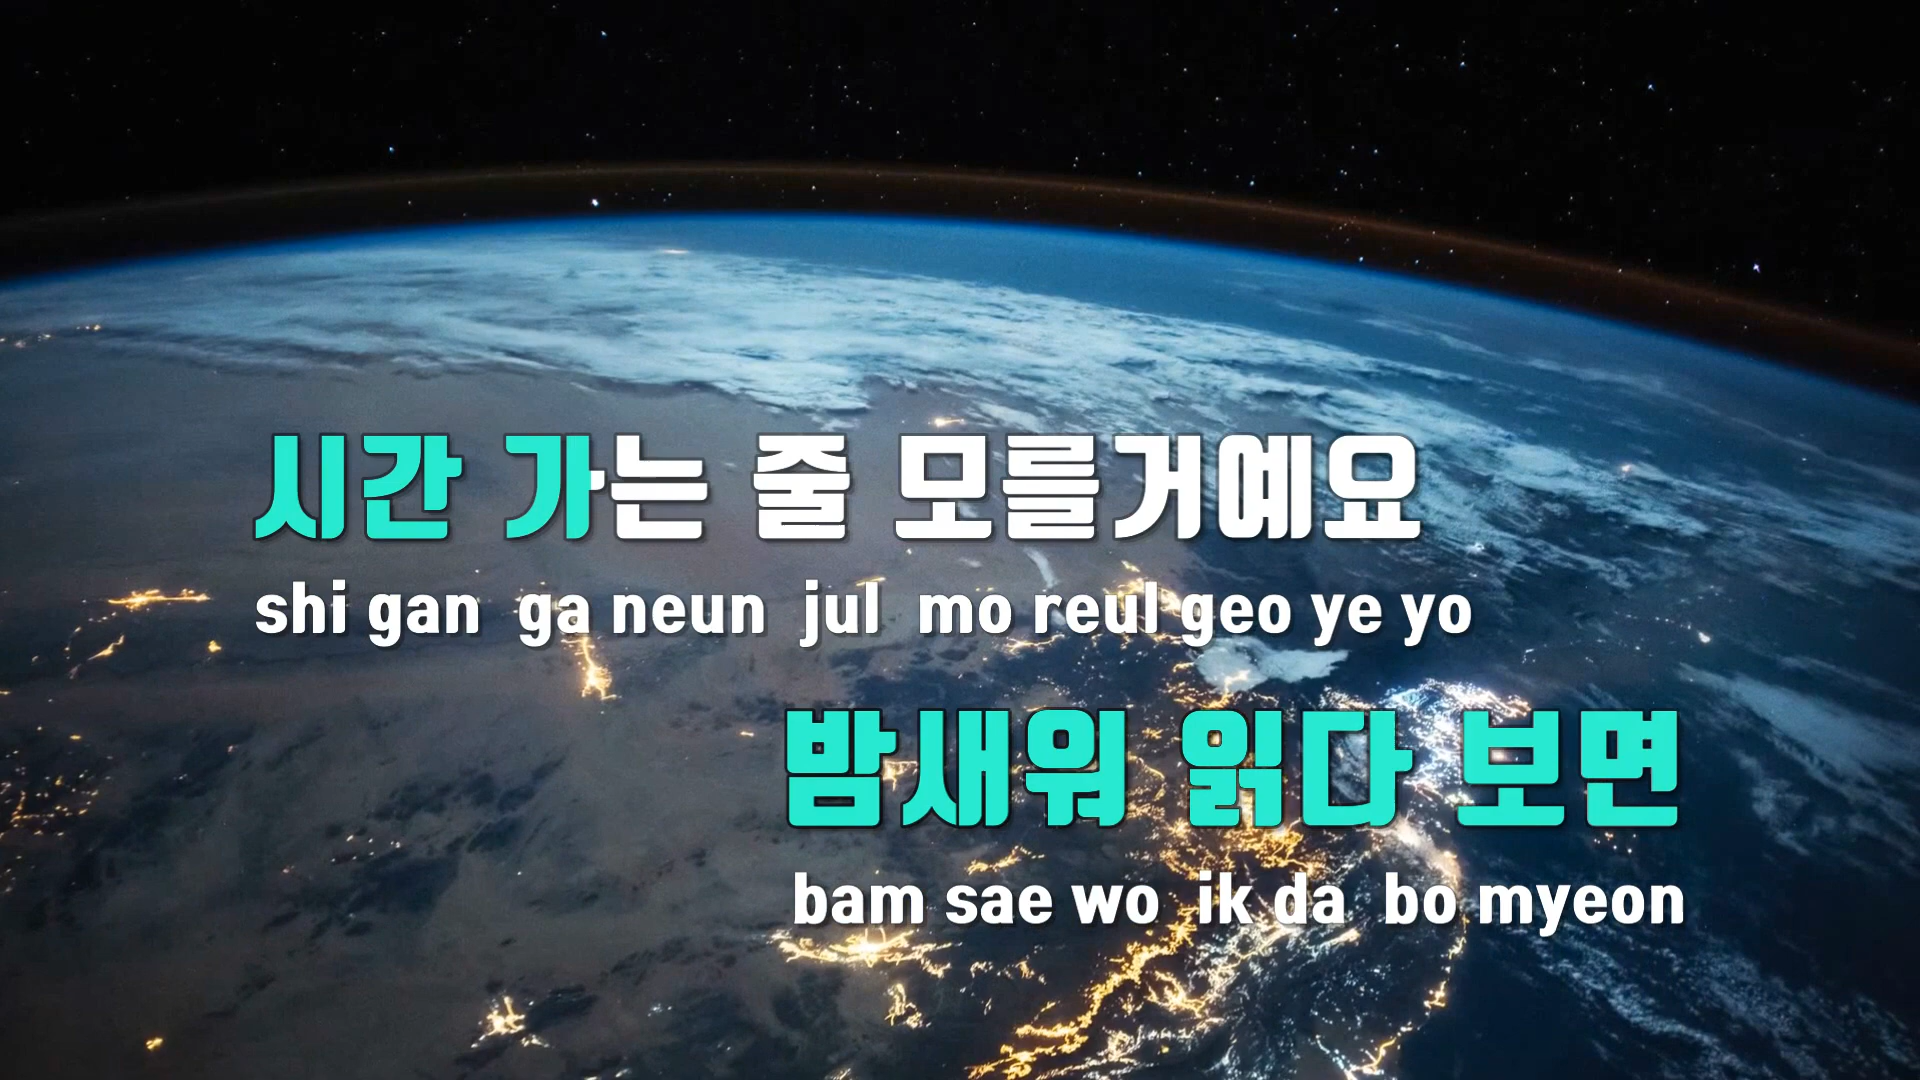 시간 가는 줄 모를거예요
shi gan ga neun jul mo reul geo ye yo
밤새워 읽다 보면
bam sae wo ik da bo myeon